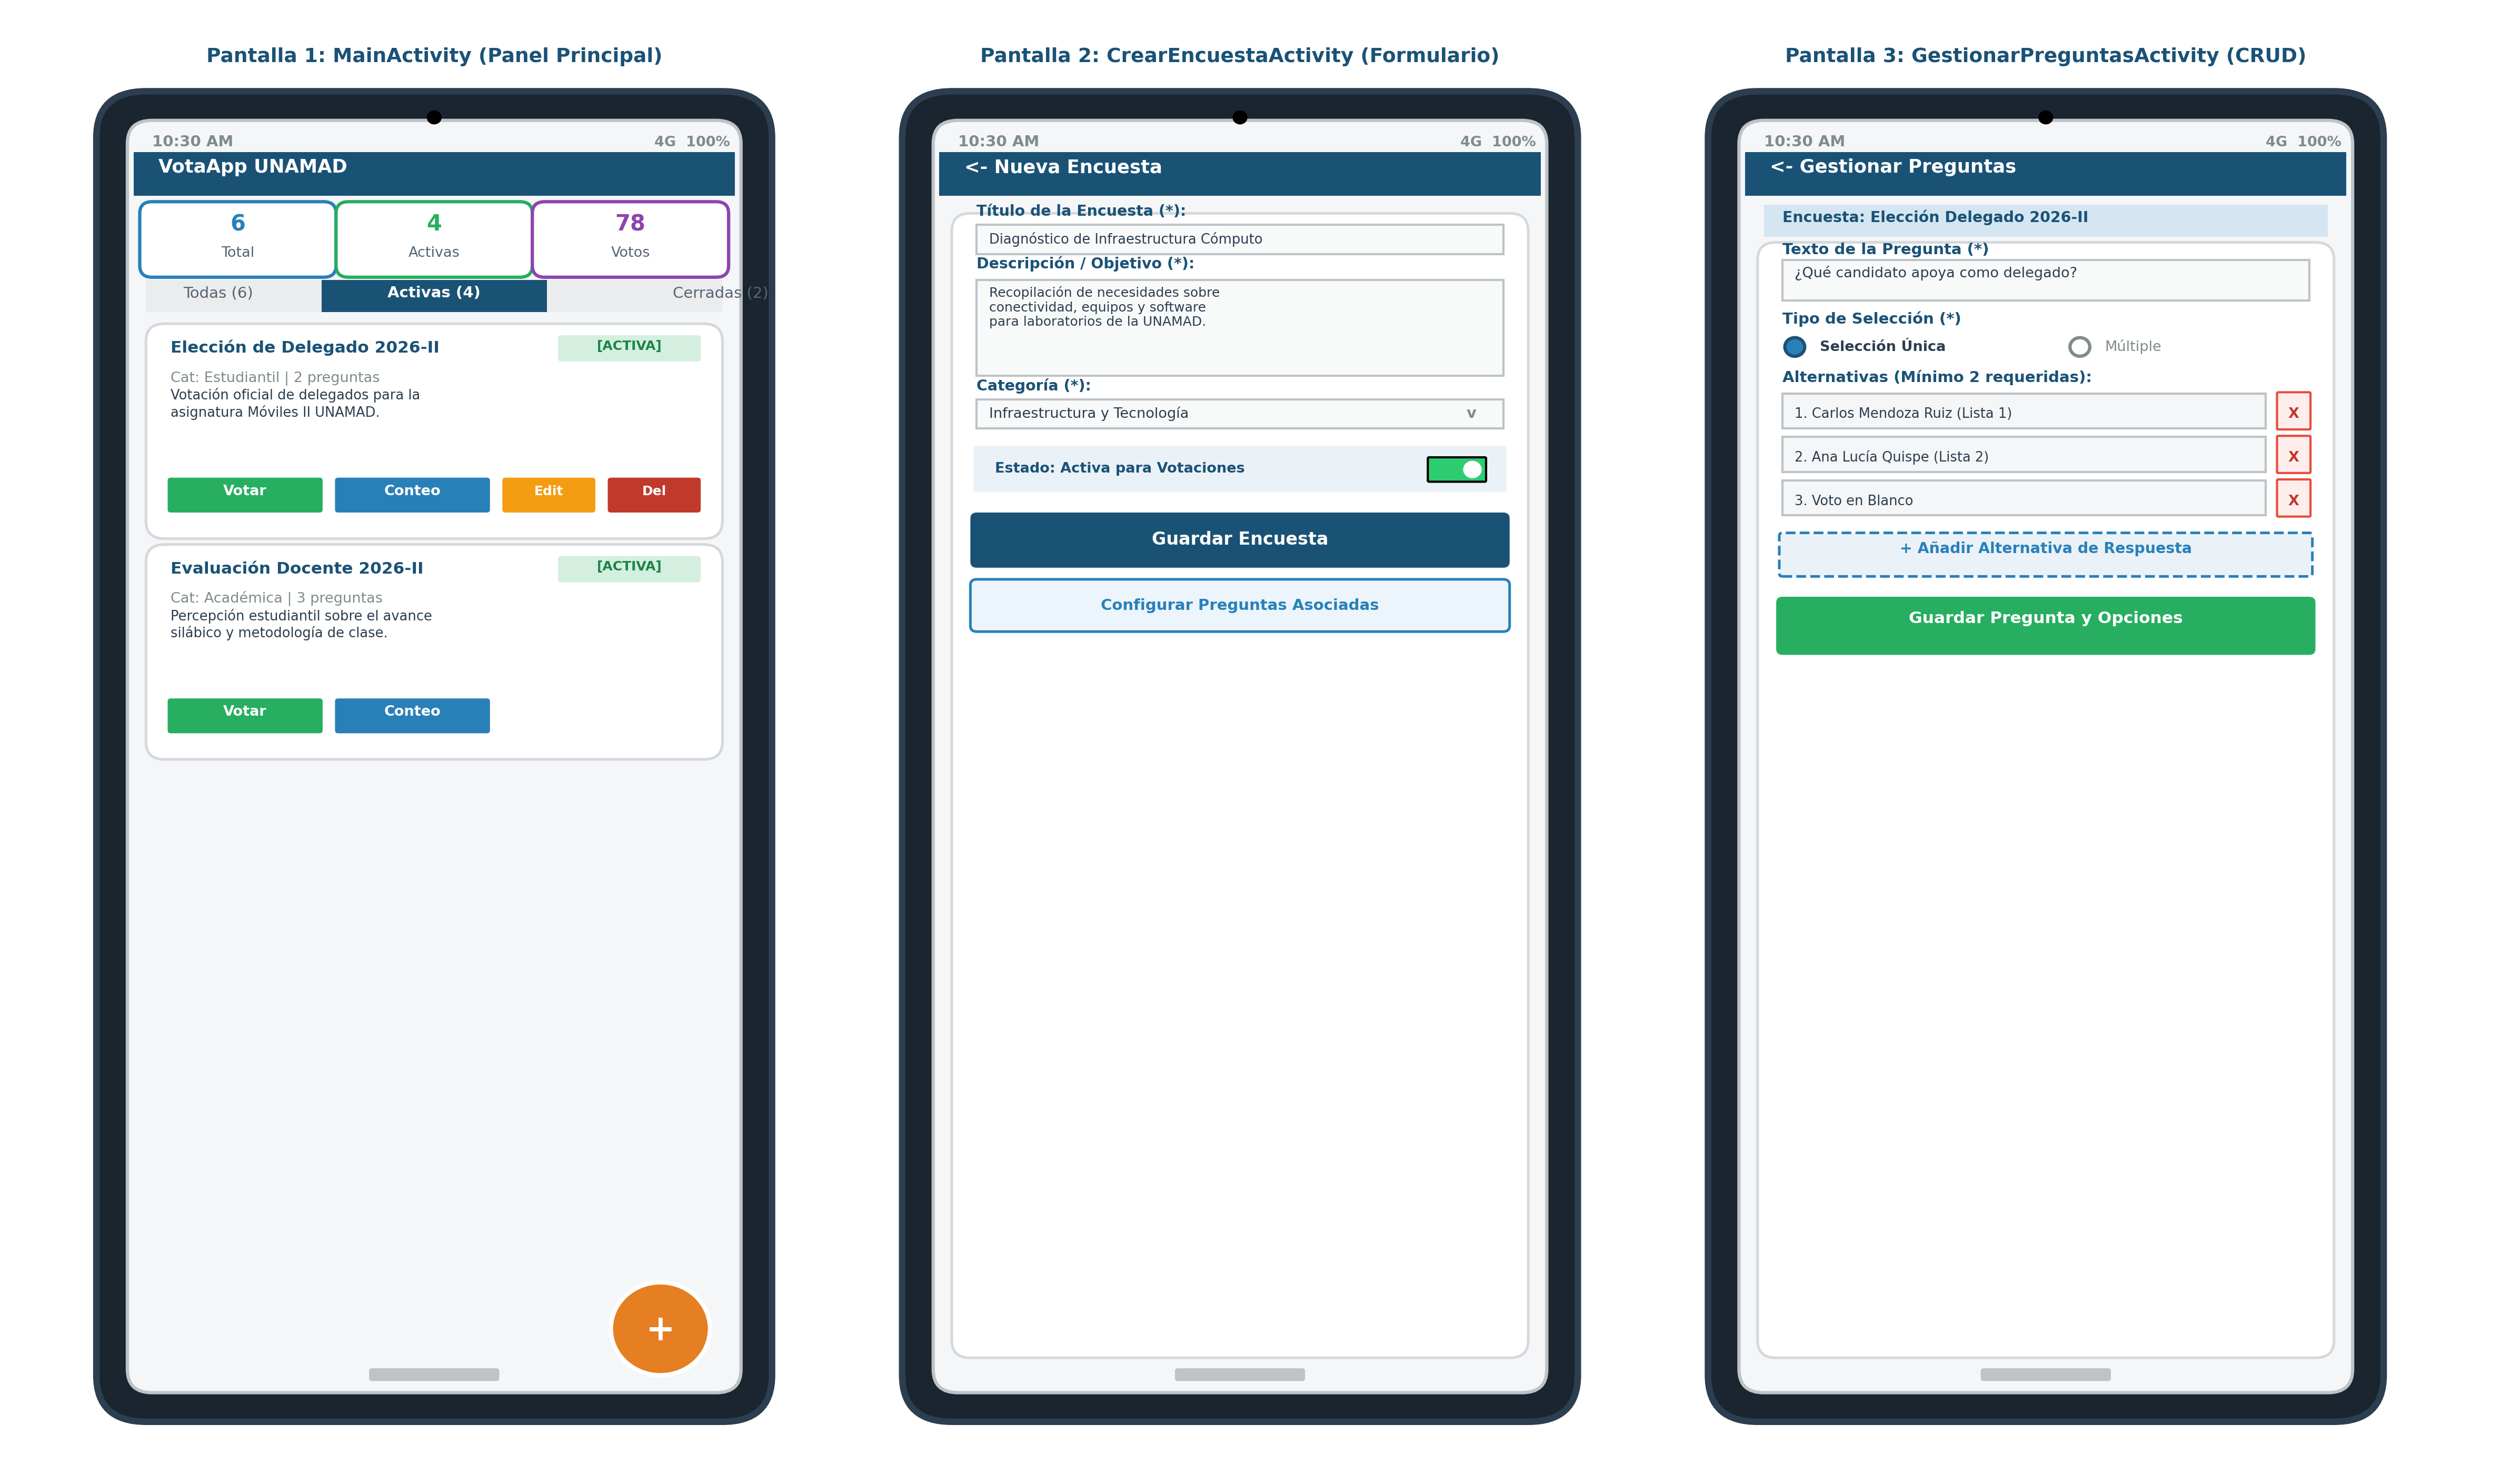 Pantalla 1: MainActivity (Panel Principal)
10:30 AM
4G 100%
VotaApp UNAMAD
6
Total
4
Activas
78
Votos
Todas (6)
Activas (4)
Cerradas (2)
Elección de Delegado 2026-II
[ACTIVA]
Cat: Estudiantil | 2 preguntas
Votación oficial de delegados para la
asignatura Móviles II UNAMAD.
Votar
Conteo
Edit
Del
Evaluación Docente 2026-II
[ACTIVA]
Cat: Académica | 3 preguntas
Percepción estudiantil sobre el avance
silábico y metodología de clase.
Votar
Conteo
+
Pantalla 2: CrearEncuestaActivity (Formulario)
10:30 AM
4G 100%
<- Nueva Encuesta
Título de la Encuesta (*):
Diagnóstico de Infraestructura Cómputo
Descripción / Objetivo (*):
Recopilación de necesidades sobre
conectividad, equipos y software
para laboratorios de la UNAMAD.
Categoría (*):
Infraestructura y Tecnología
v
Estado: Activa para Votaciones
Guardar Encuesta
Configurar Preguntas Asociadas
Pantalla 3: GestionarPreguntasActivity (CRUD)
10:30 AM
4G 100%
<- Gestionar Preguntas
Encuesta: Elección Delegado 2026-II
Texto de la Pregunta (*)
¿Qué candidato apoya como delegado?
Tipo de Selección (*)
Selección Única
Múltiple
Alternativas (Mínimo 2 requeridas):
1. Carlos Mendoza Ruiz (Lista 1)
X
2. Ana Lucía Quispe (Lista 2)
X
3. Voto en Blanco
X
+ Añadir Alternativa de Respuesta
Guardar Pregunta y Opciones